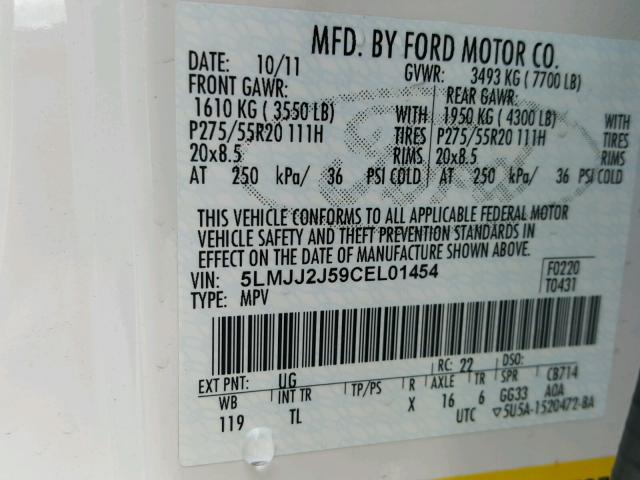 MFD. BY FORD MOTOR CO.
DATE: 10/11 GVWR: 3493 KG ( 7700 LB)
FRONT GAWR: REAR GAWR:
1610 KG ( 3550 LB) WITH 1950 KG ( 4300 LB) WITH
P275/55R20 111H TIRES P275/55R20 111H TIRES
20x8.5 RIMS 20x8.5 RIMS
AT 250 kPa/ 36 PSI COLD AT 250 kPa/ 36 PSI COLD
THIS VEHICLE CONFORMS TO ALL APPLICABLE FEDERAL MOTOR
VEHICLE SAFETY AND THEFT PREVENTION STANDARDS IN
EFFECT ON THE DATE OF MANUFACTURE SHOWN ABOVE.
VIN: 5LMJJ2J59CEL01454 F0220
TYPE: MPV T0431
EXT PNT: UG RC: 22 DSO:
WB INT TR TP/PS R AXLE TR SPR CB714
119 TL X 16 6 GG33 A0A
UTC ▽5U5A-1520472-BA